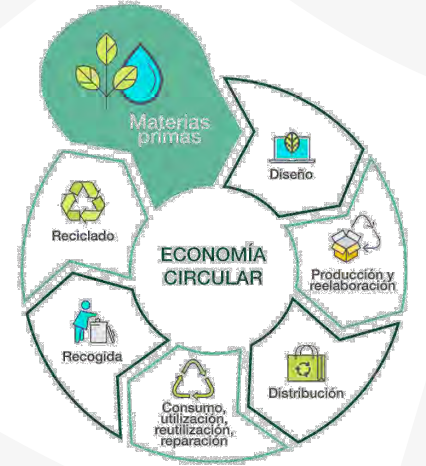 Materias
primas
Diseño
Producción y
reelaboración
Distribución
Consumo,
utilización,
reutilización,
reparación
Recogida
Reciclado
ECONOMÍA
CIRCULAR